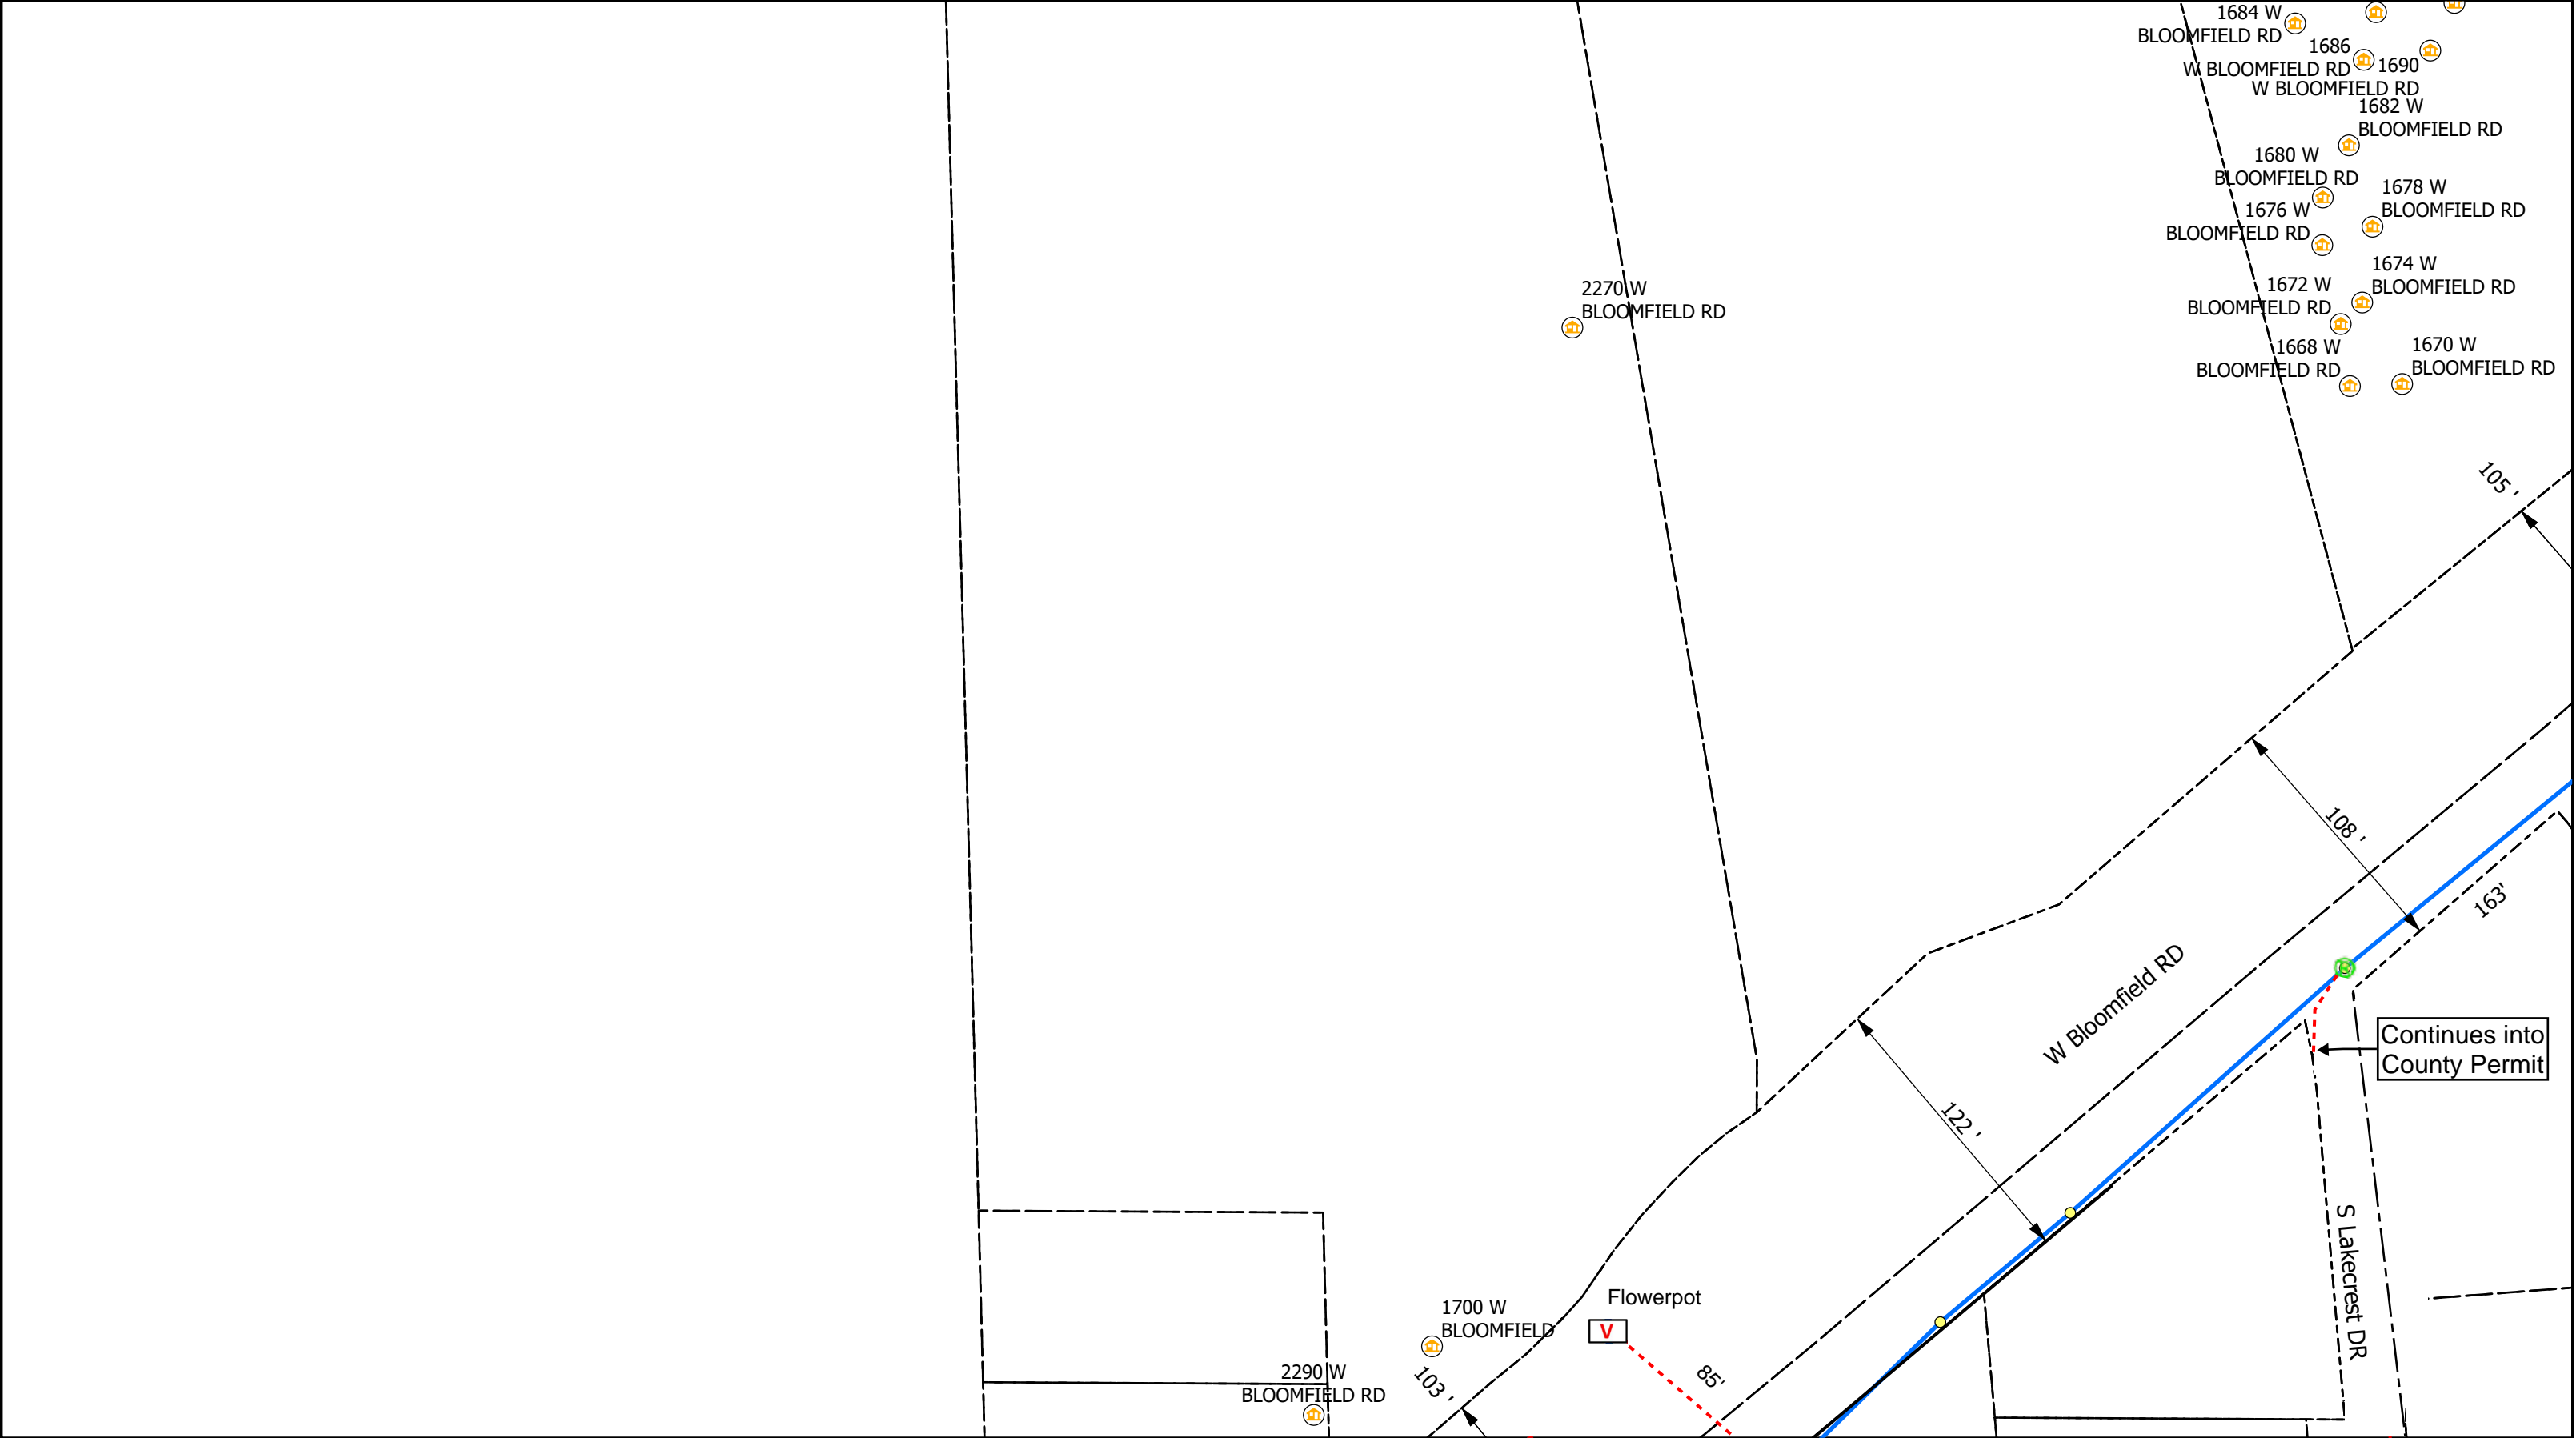 1684 W
BLOOMFIELD RD
1686
W BLOOMFIELD RD
1690
W BLOOMFIELD RD
1682 W
BLOOMFIELD RD
1680 W
BLOOMFIELD RD
1678 W
BLOOMFIELD RD
1676 W
BLOOMFIELD RD
1674 W
BLOOMFIELD RD
1672 W
BLOOMFIELD RD
2270 W
BLOOMFIELD RD
1668 W
BLOOMFIELD RD
1670 W
BLOOMFIELD RD
105 '
108 '
163'
W Bloomfield RD
Continues into
County Permit
122 '
S Lakecrest DR
Flowerpot
V
1700 W
BLOOMFIELD
85'
103 '
2290 W
BLOOMFIELD RD